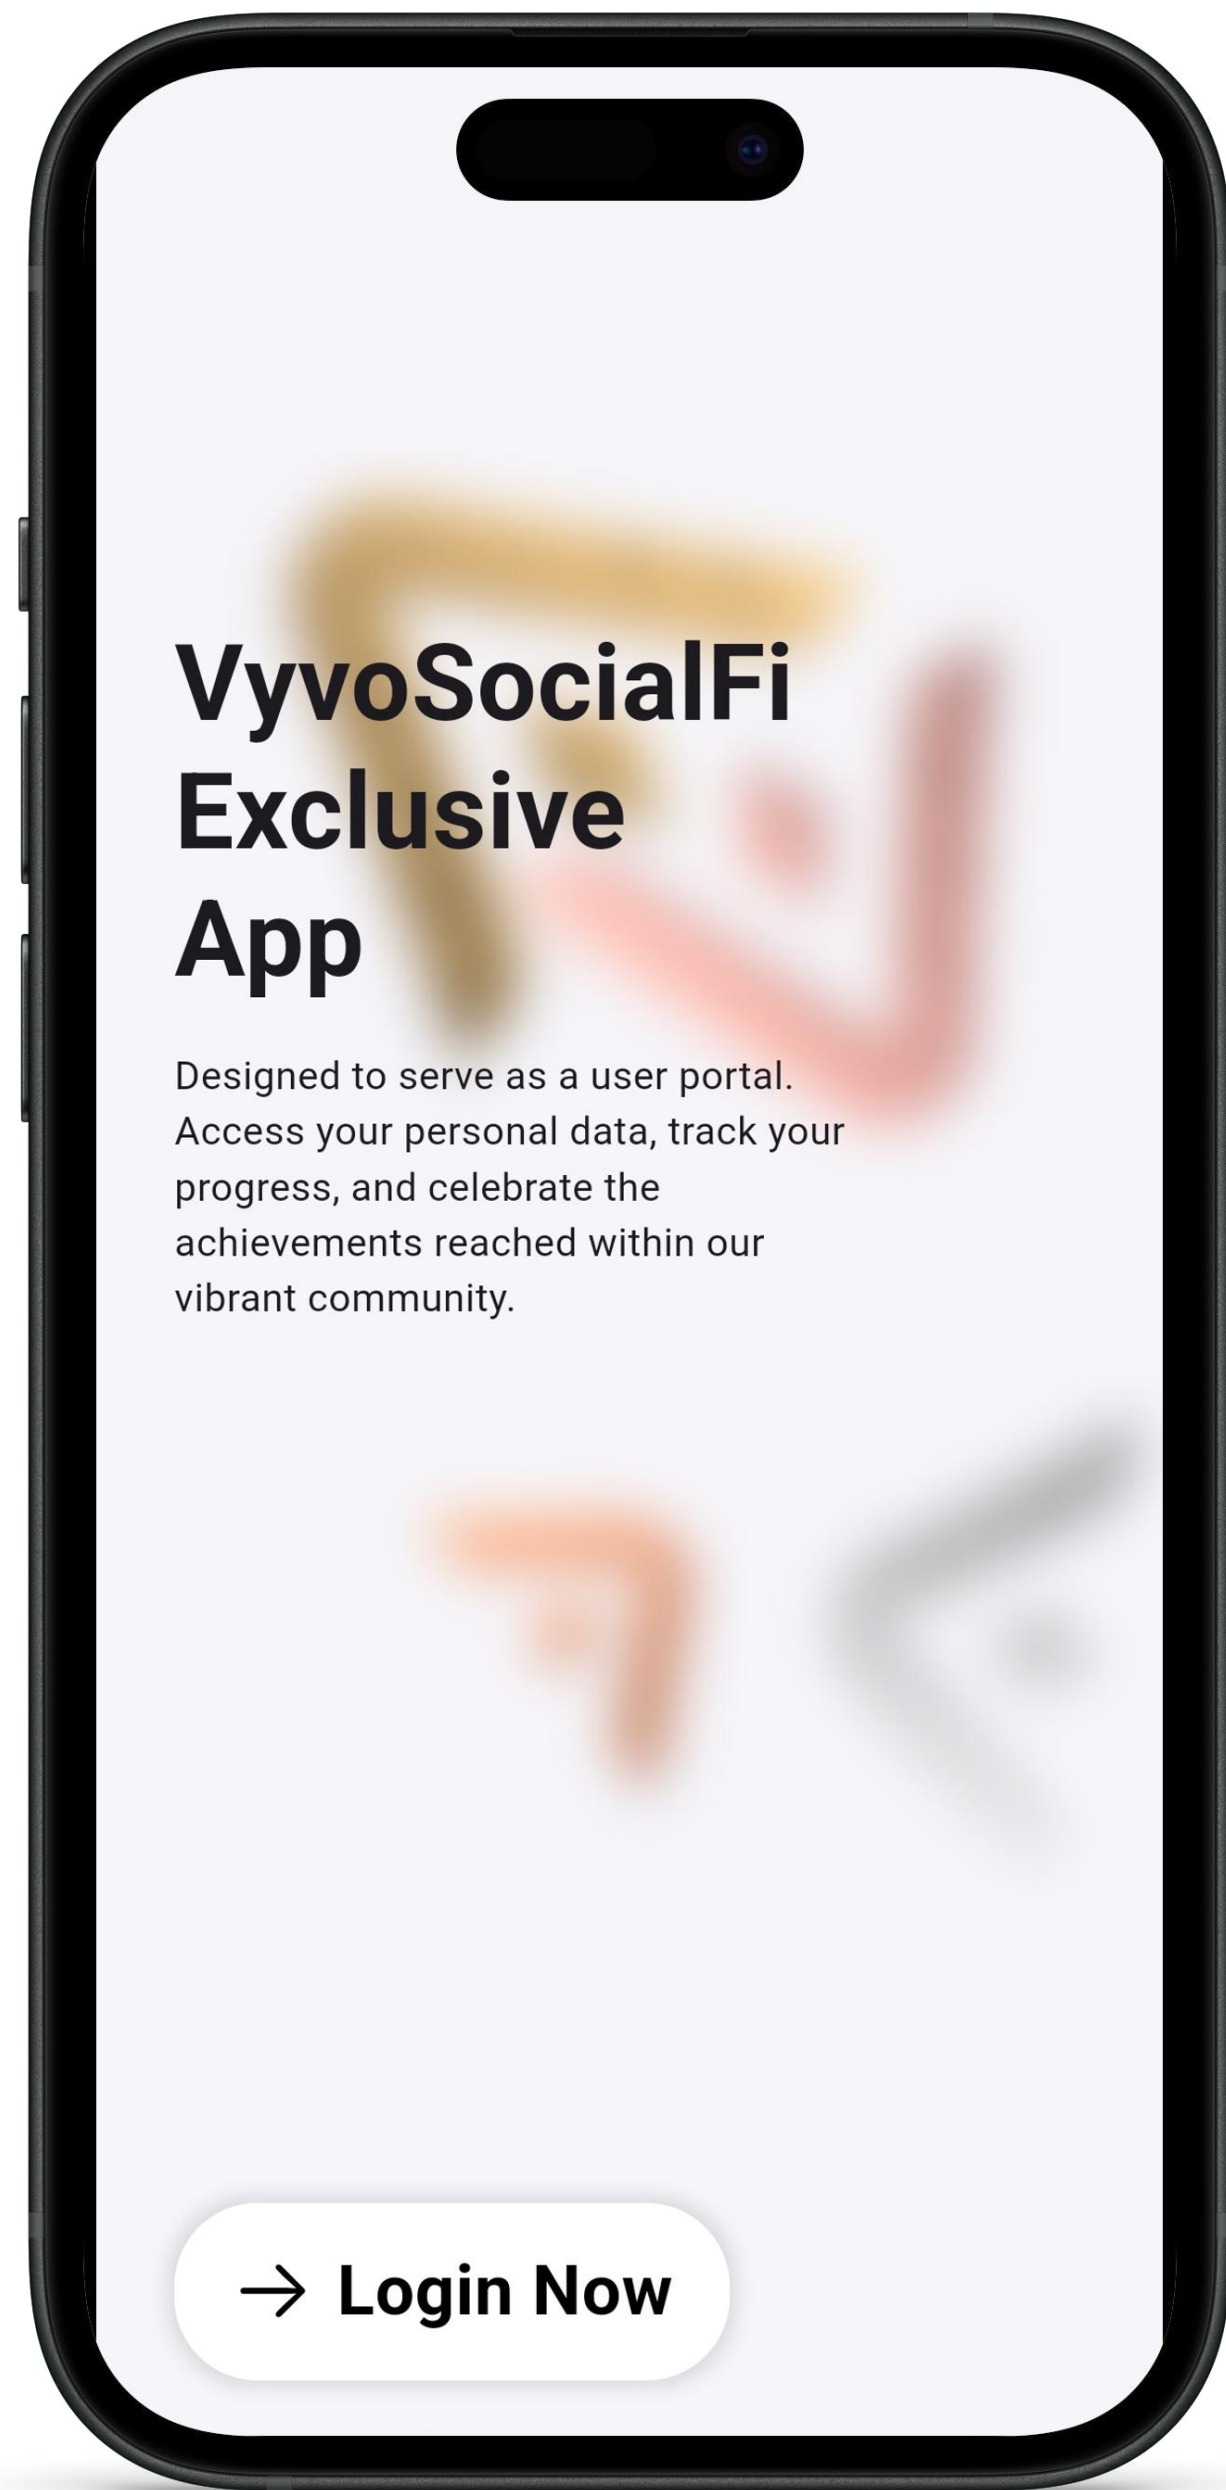 VyvoSocialFi
Exclusive
App
Designed to serve as a user portal.
Access your personal data, track your
progress, and celebrate the
achievements reached within our
vibrant community.
Login Now